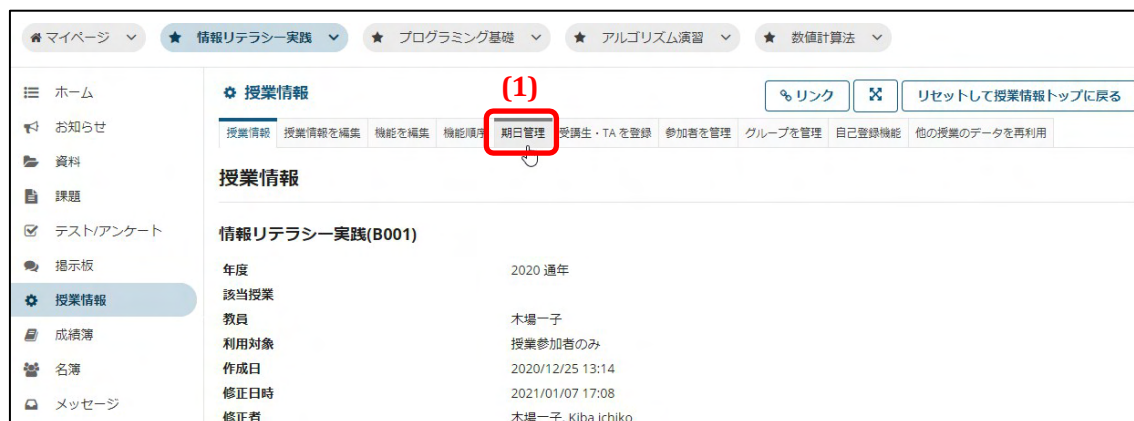 マイページ 情報リテラシー実践 プログラミング基礎 アルゴリズム演習 数値計算法
ホーム
お知らせ
資料
課題
テスト/アンケート
掲示板
授業情報
成績簿
名簿
メッセージ
授業情報
(1)
リンク リセットして授業情報トップに戻る
授業情報 授業情報を編集 機能を編集 機能順序 期日管理 受講生・TAを登録 参加者を管理 グループを管理 自己登録機能 他の授業のデータを再利用
授業情報
情報リテラシー実践(B001)
年度 2020 通年
該当授業
教員 木場一子
利用対象 授業参加者のみ
作成日 2020/12/25 13:14
修正日時 2021/01/07 17:08
修正者 木場一子, Kiba ichiko